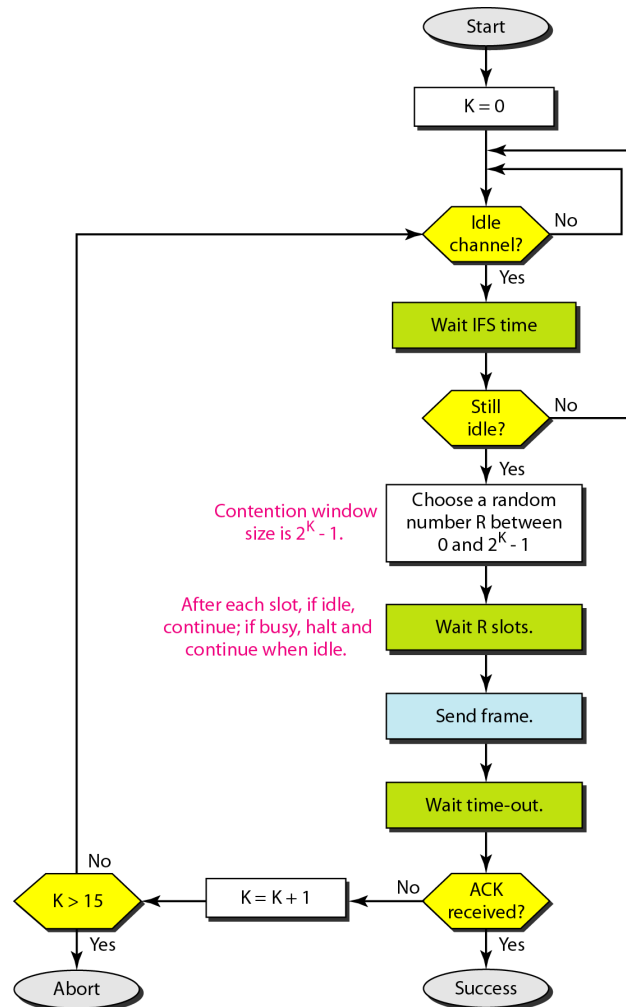 Start
K = 0
Idle
channel?
No
Yes
Wait IFS time
Still
idle?
No
Yes
Contention window
size is 2^K - 1.
Choose a random
number R between
0 and 2^K - 1
After each slot, if idle,
continue; if busy, halt and
continue when idle.
Wait R slots.
Send frame.
Wait time-out.
ACK
received?
No
Yes
K = K + 1
K > 15
No
Yes
Abort
Success